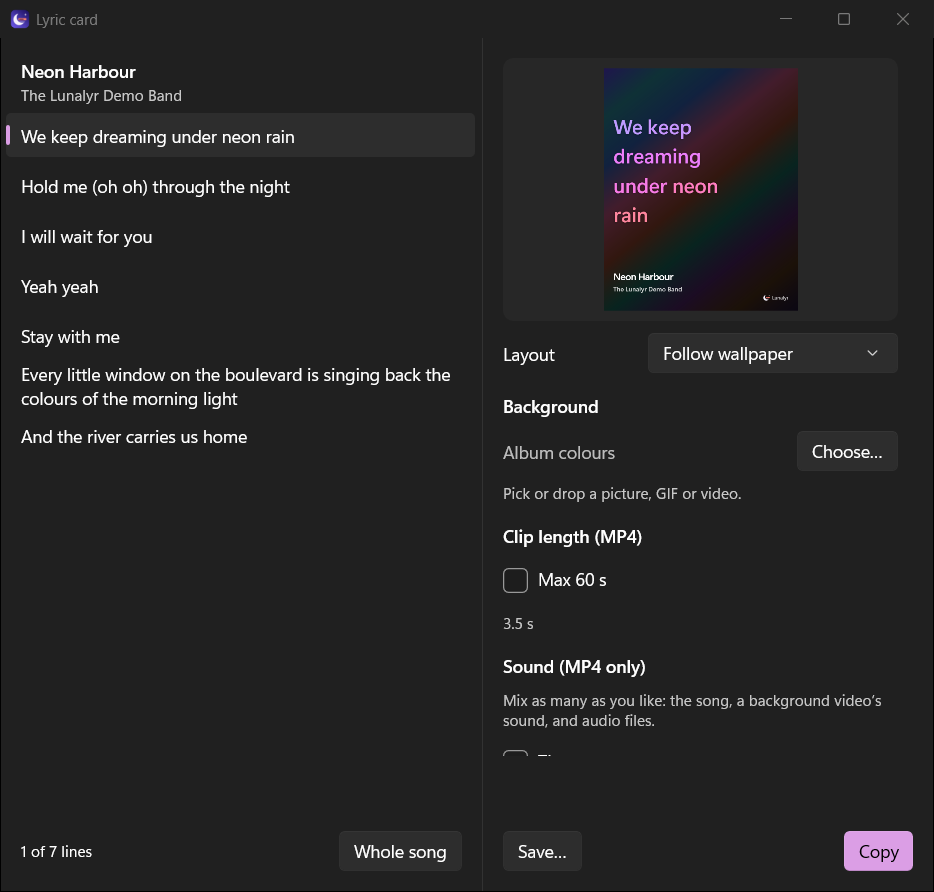 Lyric card
Neon Harbour
The Lunalyr Demo Band
We keep dreaming under neon rain
Hold me (oh oh) through the night
I will wait for you
Yeah yeah
Stay with me
Every little window on the boulevard is singing back the
colours of the morning light
And the river carries us home
1 of 7 lines
Whole song
We keep
dreaming
under neon
rain
Neon Harbour
The Lunalyr Demo Band
Lunalyr
Layout
Follow wallpaper
Background
Album colours
Choose...
Pick or drop a picture, GIF or video.
Clip length (MP4)
Max 60 s
3.5 s
Sound (MP4 only)
Mix as many as you like: the song, a background video’s
sound, and audio files.
Save...
Copy